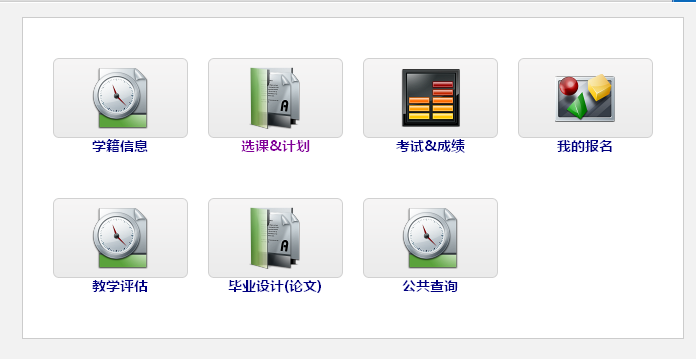 学籍信息
选课&计划
考试&成绩
我的报名
教学评估
毕业设计(论文)
公共查询